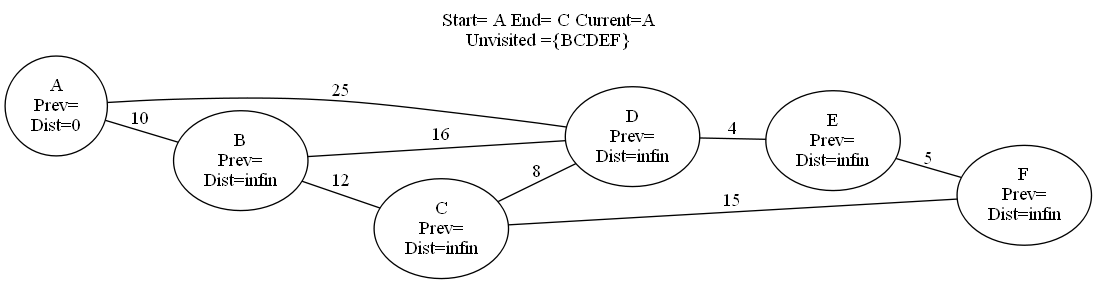 Start= A End= C Current=A
Unvisited ={BCDEF}
A
Prev=
Dist=0
25
10
B
Prev=
Dist=infin
16
12
C
Prev=
Dist=infin
8
15
D
Prev=
Dist=infin
4
E
Prev=
Dist=infin
5
F
Prev=
Dist=infin